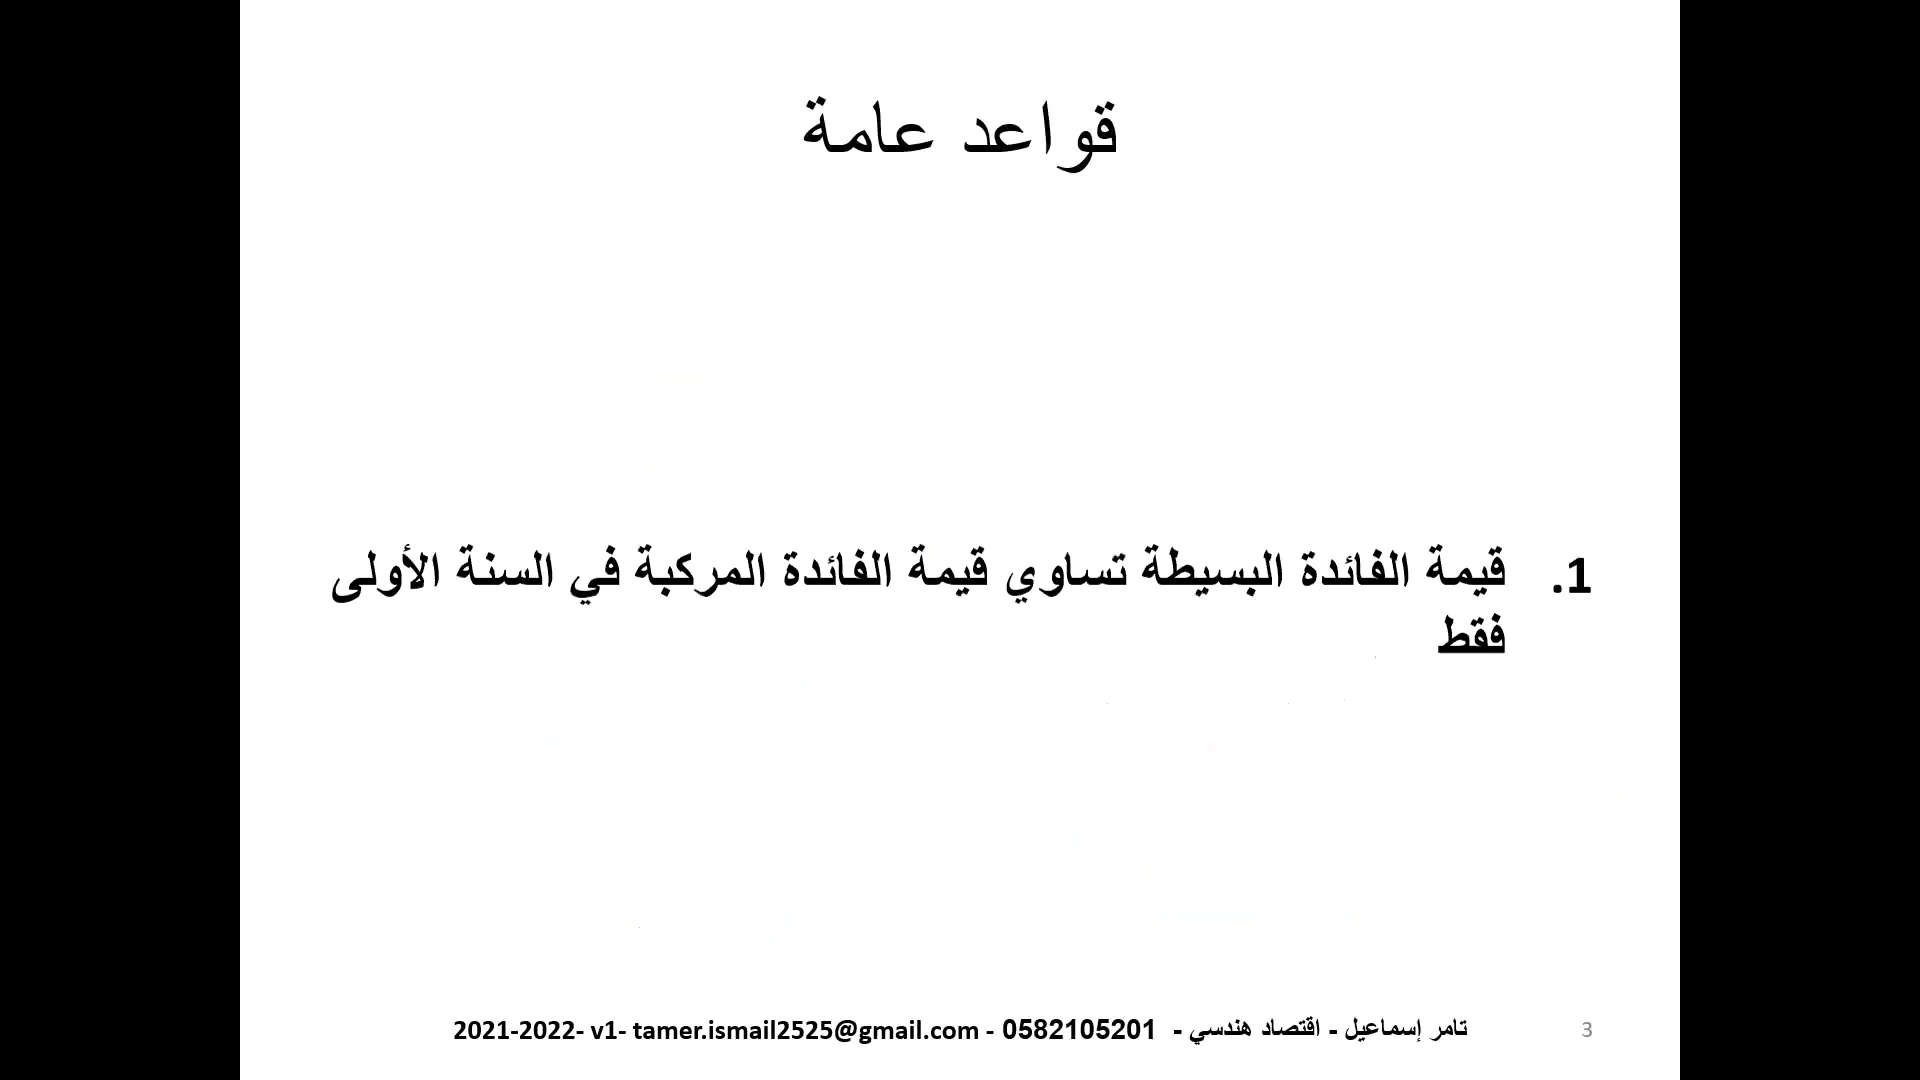 قواعد عامة
1. قيمة الفائدة البسيطة تساوي قيمة الفائدة المركبة في السنة الأولى
فقط
تامر إسماعيل - اقتصاد هندسي - 0582105201 - 2021-2022- v1- tamer.ismail2525@gmail.com
3